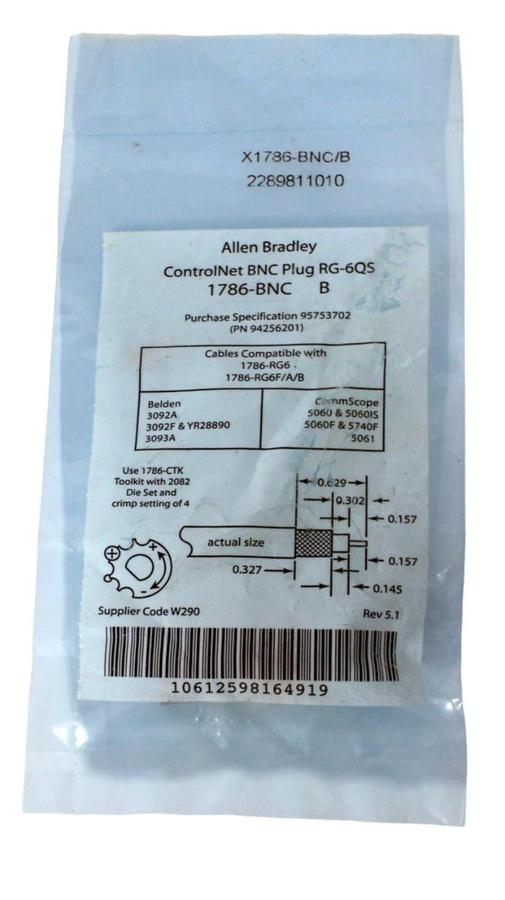 X1786-BNC/B
2289811010
Allen Bradley
ControlNet BNC Plug RG-6QS
1786-BNC B
Purchase Specification 95753702
(PN 94256201)
Cables Compatible with
1786-RG6
1786-RG6F/A/B
Belden
3092A
3092F & YR28890
3093A
CommScope
5060 & 5060IS
5060F & 5740F
5061
Use 1786-CTK
Toolkit with 2082
Die Set and
crimp setting of 4
0.629
0.302
0.157
actual size
0.157
0.327
0.145
Supplier Code W290
Rev 5.1
10612598164919